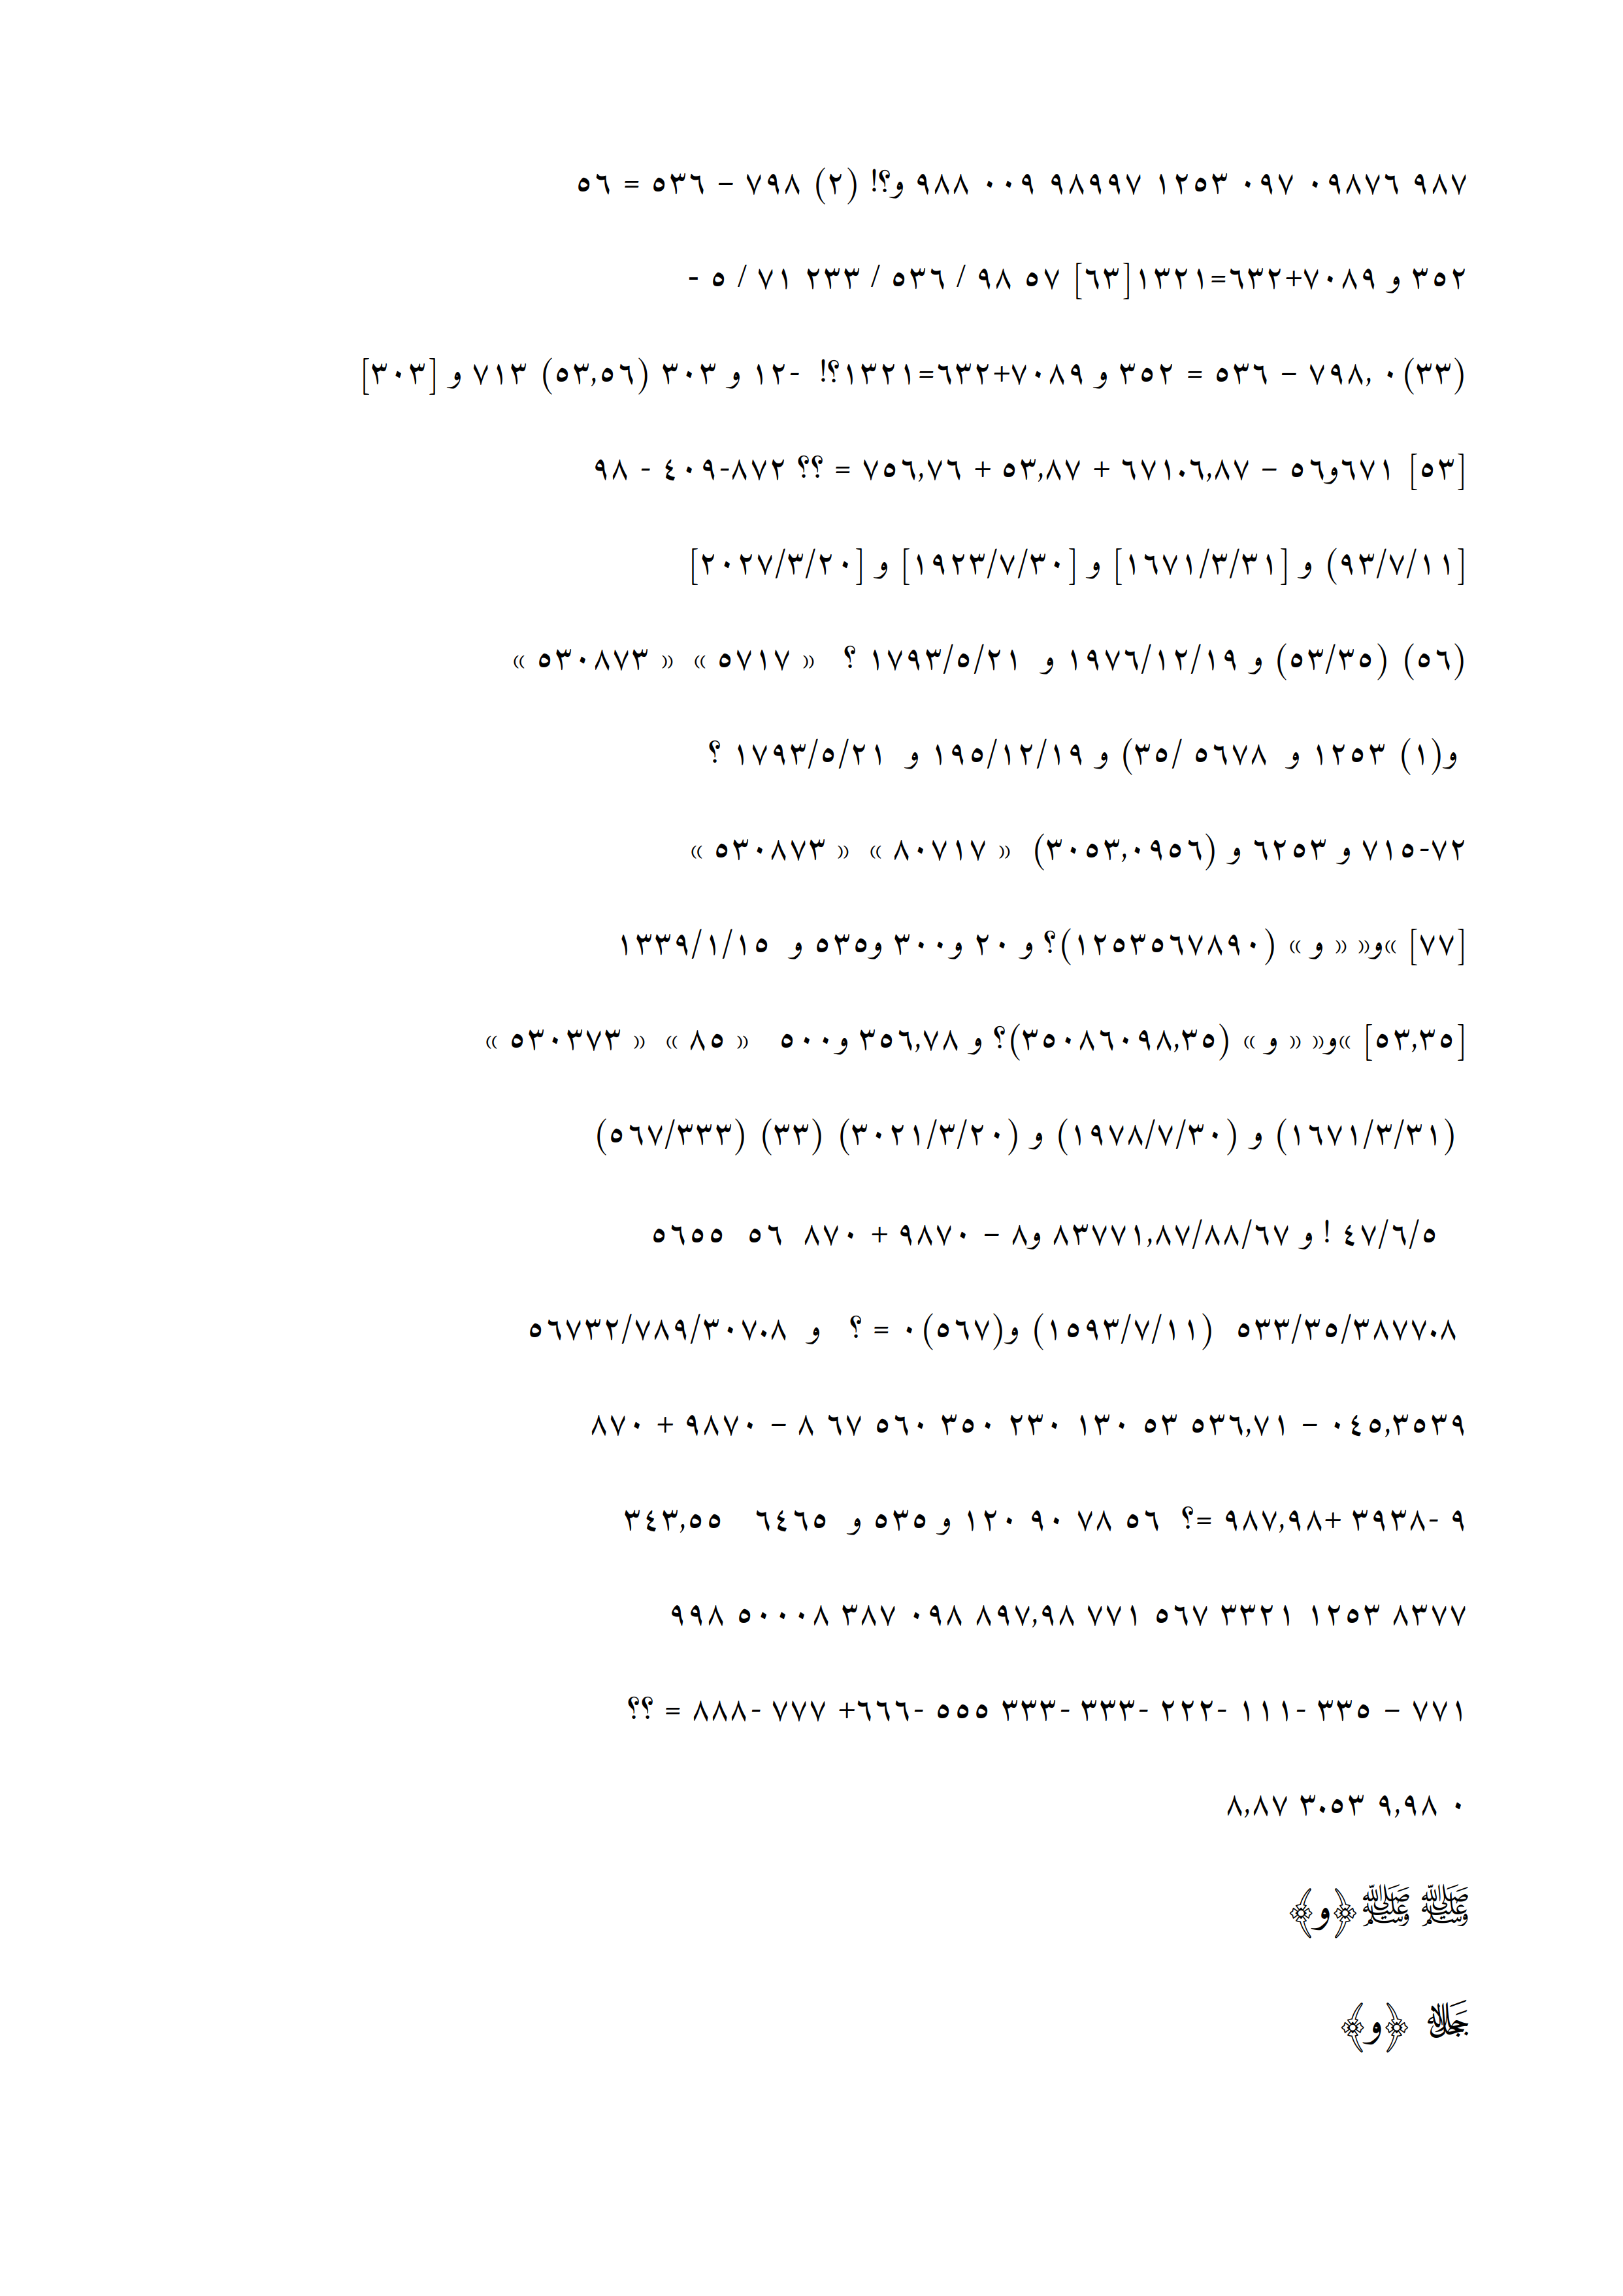 ٩٨٧ ٠٩٨٧٦ ٠٩٧ ١٢٥٣ ٩٨٩٩٧ ٠٠٩ ٩٨٨ و؟! (٢) ٧٩٨ – ٥٣٦ = ٥٦
٣٥٢ و ٧٠٨٩+٦٣٢=١٣٢١[٦٣] ٥٧ ٩٨ / ٥٣٦ / ٢٣٣ ٧١ / ٥ -
(٣٣)٠ ,٧٩٨ – ٥٣٦ = ٣٥٢ و ٧٠٨٩+٦٣٢=١٣٢١؟! -١٢ و ٣٠٣ (٥٣,٥٦) ٧١٣ و [٣٠٣]
[٥٣] ٦٧١و٥٦ – ٦٧١٠٦,٨٧ + ٥٣,٨٧ + ٧٥٦,٧٦ = ؟؟ ٨٧٢-٤٠٩ - ٩٨
[٩٣/٧/١١) و [١٦٧١/٣/٣١] و [١٩٢٣/٧/٣٠] و [٢٠٢٧/٣/٢٠]
(٥٦) (٥٣/٣٥) و ١٩٧٦/١٢/١٩ و ١٧٩٣/٥/٢١ ؟ « ٥٧١٧ » « ٥٣٠٨٧٣ »
و(١) ١٢٥٣ و ٥٦٧٨ /٣٥) و ١٩٥/١٢/١٩ و ١٧٩٣/٥/٢١ ؟
٧١٥-٧٢ و ٦٢٥٣ و (٣٠٥٣,٠٩٥٦) « ٨٠٧١٧ » « ٥٣٠٨٧٣ »
[٧٧] »و« « و » (١٢٥٣٥٦٧٨٩٠)؟ و ٢٠ و٣٠٠ و٥٣٥ و ١٣٣٩/١/١٥
[٥٣,٣٥] »و« « و » (٣٥٠٨٦٠٩٨,٣٥)؟ و ٣٥٦,٧٨ و٥٠٠ « ٨٥ » « ٥٣٠٣٧٣ »
(١٦٧١/٣/٣١) و (١٩٧٨/٧/٣٠) و (٣٠٢١/٣/٢٠) (٣٣) (٥٦٧/٣٣٣)
٤٧/٦/٥ ! و ٨٣٧٧١,٨٧/٨٨/٦٧ و٨ – ٩٨٧٠ + ٨٧٠ ٥٦ ٥٦٥٥
٥٣٣/٣٥/٣٨٧٧٠٨ (١٥٩٣/٧/١١) و(٥٦٧)٠ = ؟ و ٥٦٧٣٢/٧٨٩/٣٠٧٠٨
٠٤٥,٣٥٣٩ – ٥٣٦,٧١ ٥٣ ١٣٠ ٢٣٠ ٣٥٠ ٥٦٠ ٦٧ ٨ – ٩٨٧٠ + ٨٧٠
٩ -٣٩٣٨ +٩٨٧,٩٨ =؟ ٥٦ ٧٨ ٩٠ ١٢٠ و ٥٣٥ و ٦٤٦٥ ٣٤٣,٥٥
٨٣٧٧ ١٢٥٣ ٣٣٢١ ٥٦٧ ٧٧١ ٨٩٧,٩٨ ٠٩٨ ٣٨٧ ٥٠٠٠٨ ٩٩٨
٧٧١ – ٣٣٥ -١١١ -٢٢٢ -٣٣٣ -٣٣٣ ٥٥٥ -٦٦٦+ ٧٧٧ -٨٨٨ = ؟؟
٠ ٩,٩٨ ٣٠٥٣ ٨,٨٧
ﷺ ﷺ﴿و﴾
ﷻ ﴿و﴾